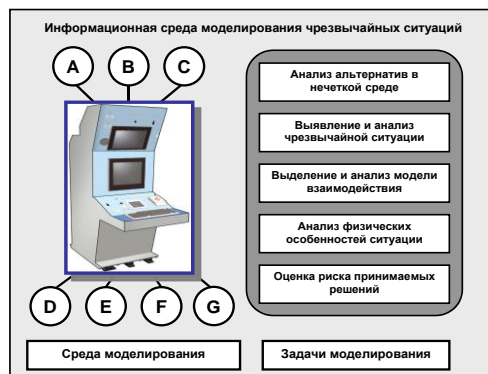 Информационная среда моделирования чрезвычайных ситуаций
A
B
C
D
E
F
G
Анализ альтернатив в
нечеткой среде
Выявление и анализ
чрезвычайной ситуации
Выделение и анализ модели
взаимодействия
Анализ физических
особенностей ситуации
Оценка риска принимаемых
решений
Среда моделирования
Задачи моделирования